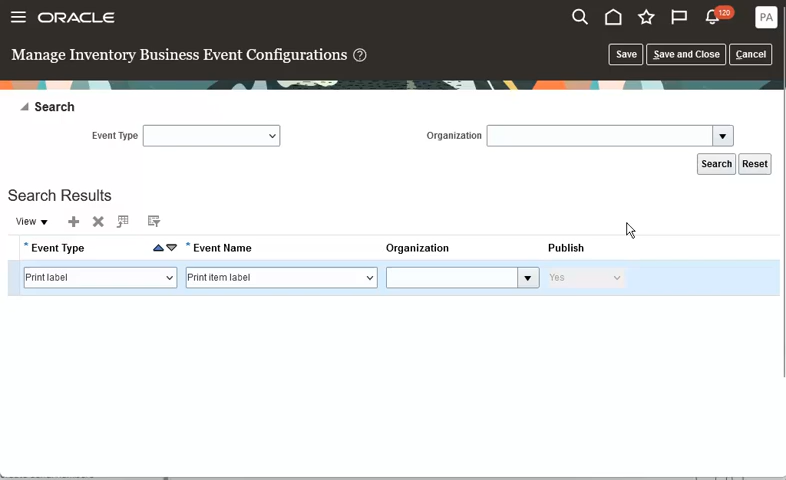 ORACLE
120
PA
Manage Inventory Business Event Configurations ?
Save
Save and Close
Cancel
Search
Event Type
Organization
Search
Reset
Search Results
View
* Event Type
* Event Name
Organization
Publish
Print label
Print item label
Yes